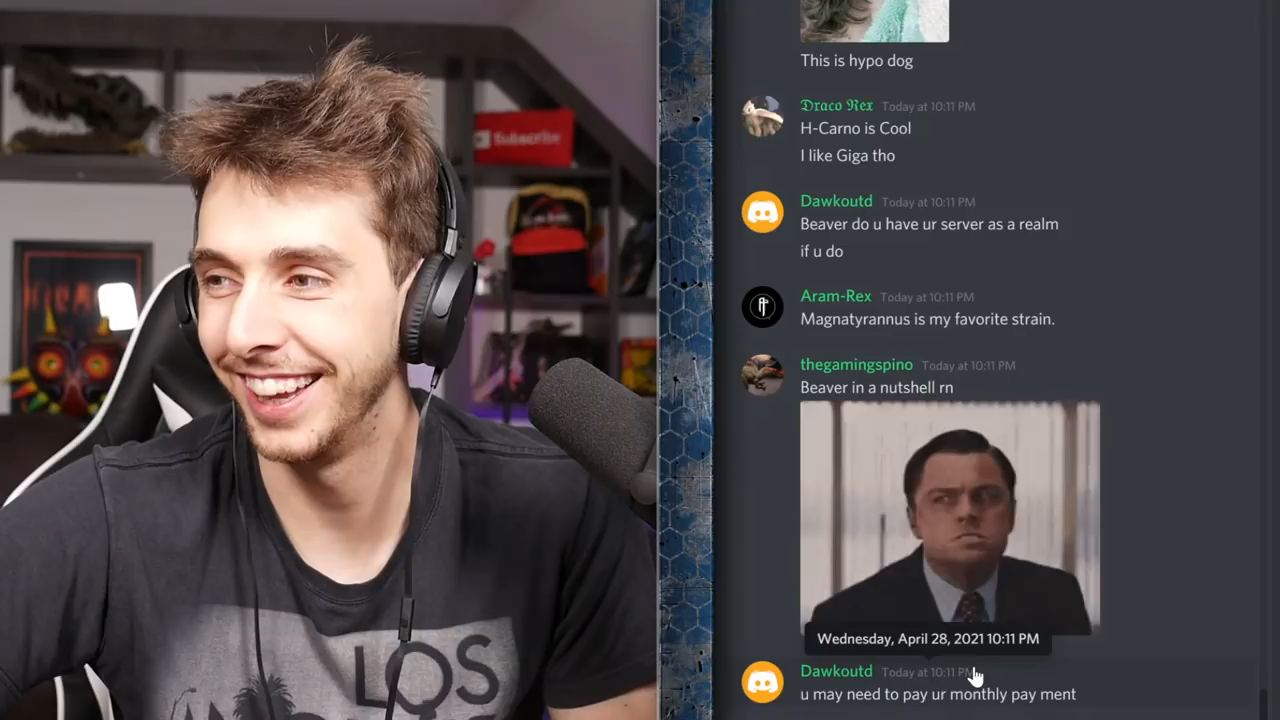 Subscribe
LOS
This is hypo dog
Draco Rex Today at 10:11 PM
H-Carno is Cool
I like Giga tho
Dawkoutd Today at 10:11 PM
Beaver do u have ur server as a realm
if u do
Aram-Rex Today at 10:11 PM
Magnatyrannus is my favorite strain.
thegamingspino Today at 10:11 PM
Beaver in a nutshell rn
Wednesday, April 28, 2021 10:11 PM
Dawkoutd Today at 10:11 PM
u may need to pay ur monthly pay ment